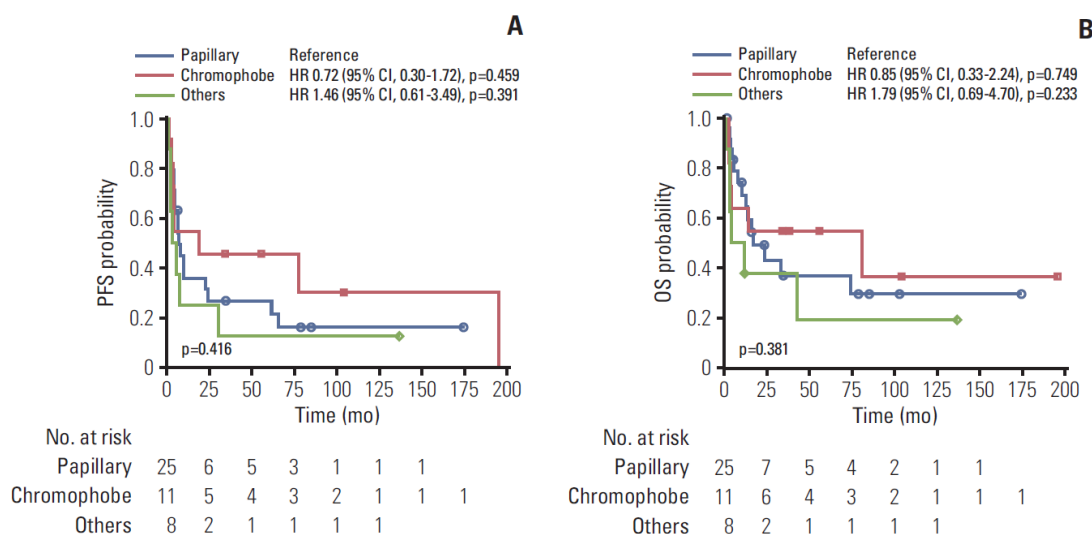 A
Papillary Reference
Chromophobe HR 0.72 (95% CI, 0.30-1.72), p=0.459
Others HR 1.46 (95% CI, 0.61-3.49), p=0.391
PFS probability
1.0
0.8
0.6
0.4
0.2
0
p=0.416
0 25 50 75 100 125 150 175 200
Time (mo)
No. at risk
Papillary 25 6 5 3 1 1 1
Chromophobe 11 5 4 3 2 1 1 1
Others 8 2 1 1 1 1
B
Papillary Reference
Chromophobe HR 0.85 (95% CI, 0.33-2.24), p=0.749
Others HR 1.79 (95% CI, 0.69-4.70), p=0.233
OS probability
1.0
0.8
0.6
0.4
0.2
0
p=0.381
0 25 50 75 100 125 150 175 200
Time (mo)
No. at risk
Papillary 25 7 5 4 2 1 1
Chromophobe 11 6 4 3 2 1 1 1
Others 8 2 1 1 1 1